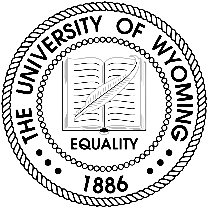 THE UNIVERSITY OF WYOMING
EQUALITY
1886